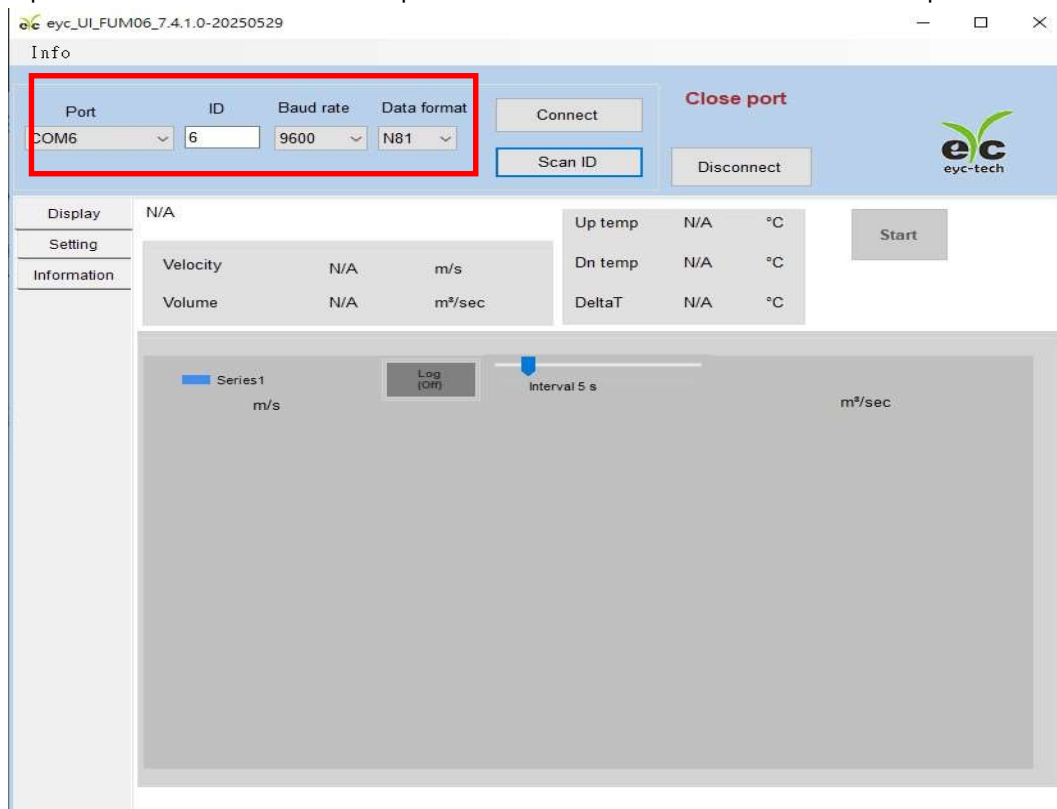 eyc_UI_FUM06_7.4.1.0-20250529
Info
Port ID Baud rate Data format
COM6 6 9600 N81
Connect
Scan ID
Close port
Disconnect
eyc
eyc-tech
Display
Setting
Information
N/A
Velocity N/A m/s
Volume N/A m³/sec
Up temp N/A °C
Dn temp N/A °C
DeltaT N/A °C
Start
Series1
m/s
Log
(Off)
Interval 5 s
m³/sec